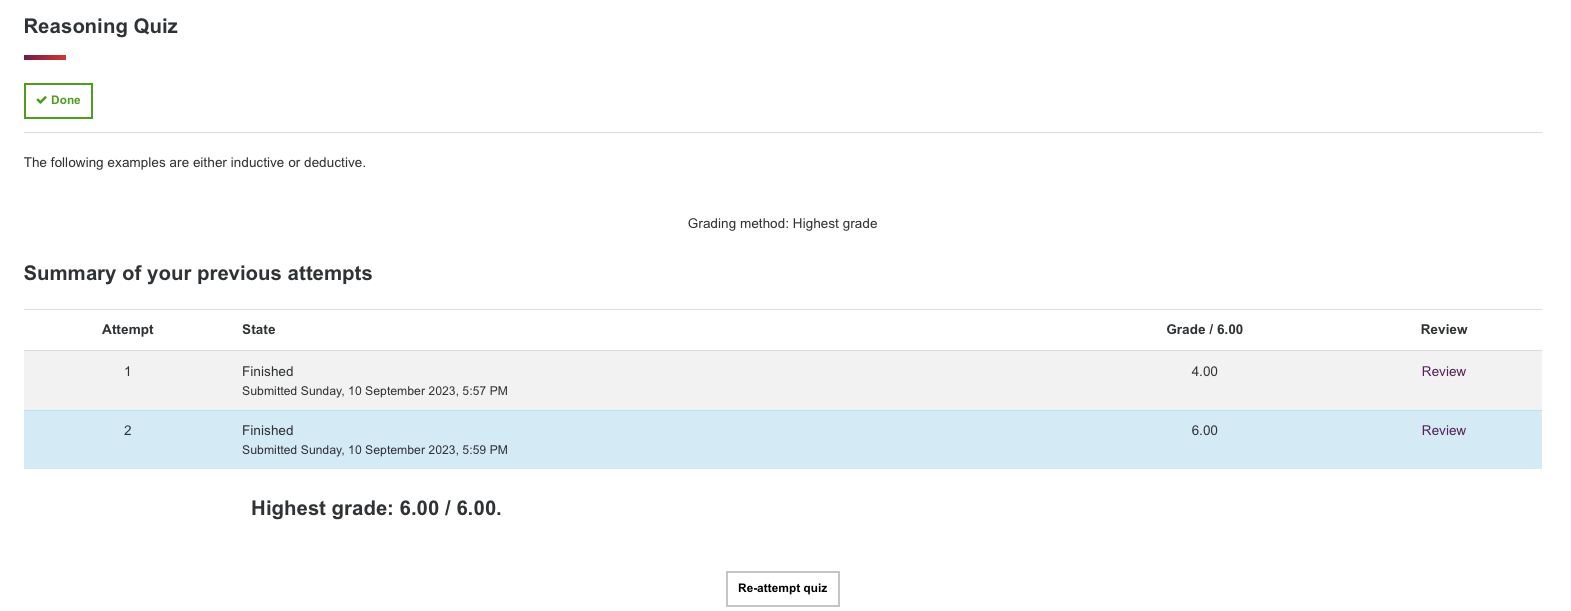 Reasoning Quiz
Done
The following examples are either inductive or deductive.
Grading method: Highest grade
Summary of your previous attempts
Attempt State Grade / 6.00 Review
1 Finished 4.00 Review
Submitted Sunday, 10 September 2023, 5:57 PM
2 Finished 6.00 Review
Submitted Sunday, 10 September 2023, 5:59 PM
Highest grade: 6.00 / 6.00.
Re-attempt quiz